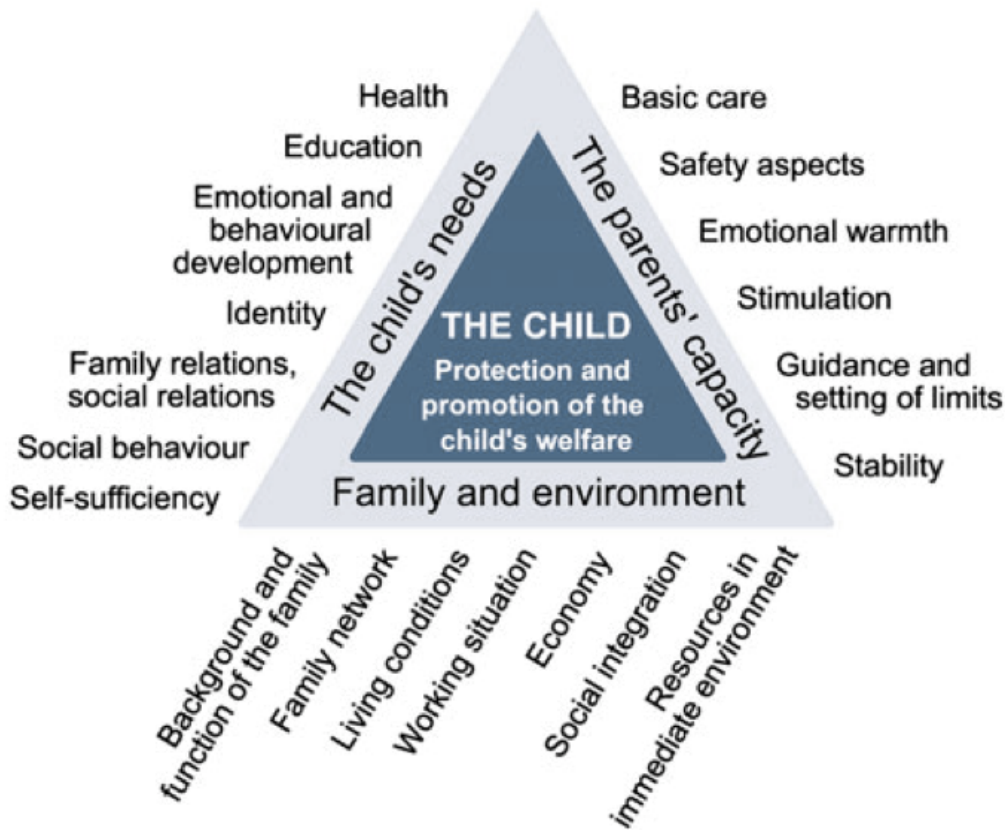 Health
Education
Emotional and
behavioural
development
Identity
Family relations,
social relations
Social behaviour
Self-sufficiency
The child's needs
THE CHILD
Protection and
promotion of the
child's welfare
The parents' capacity
Basic care
Safety aspects
Emotional warmth
Stimulation
Guidance and
setting of limits
Stability
Family and environment
Background and
function of the family
Family network
Living conditions
Working situation
Economy
Social integration
Resources in
immediate environment